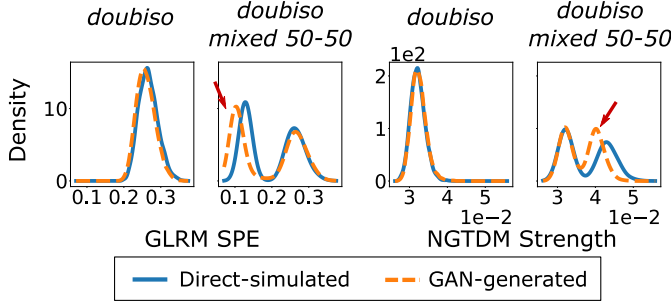 doubiso
doubiso
mixed 50-50
doubiso
doubiso
mixed 50-50
Density
10
0
0.1 0.2 0.3
0.1 0.2 0.3
1e2
2
1
0
3 4 5
1e−2
3 4 5
1e−2
GLRM SPE
NGTDM Strength
Direct-simulated
GAN-generated